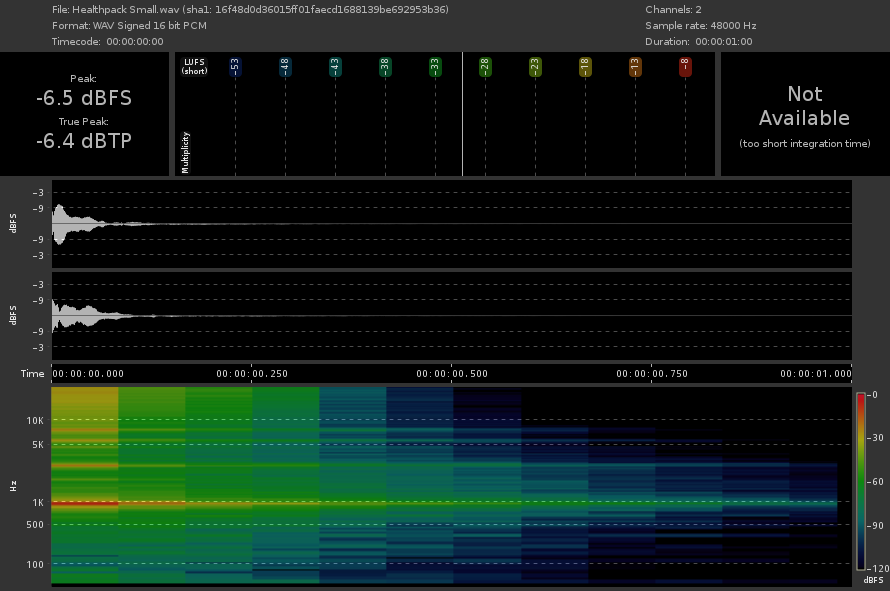 File: Healthpack Small.wav (sha1: 16f48d0d36015ff01faecd1688139be692953b36)
Channels: 2
Format: WAV Signed 16 bit PCM
Sample rate: 48000 Hz
Timecode: 00:00:00:00
Duration: 00:00:01:00
Peak:
-6.5 dBFS
True Peak:
-6.4 dBTP
LUFS
(short)
-53
-48
-43
-38
-33
-28
-23
-18
-13
-8
Multiplicity
Not
Available
(too short integration time)
dBFS
-3
-9
-9
-3
dBFS
-3
-9
-9
-3
Time
00:00:00.000
00:00:00.250
00:00:00.500
00:00:00.750
00:00:01.000
Hz
10K
5K
1K
500
100
-0
-30
-60
-90
-120
dBFS